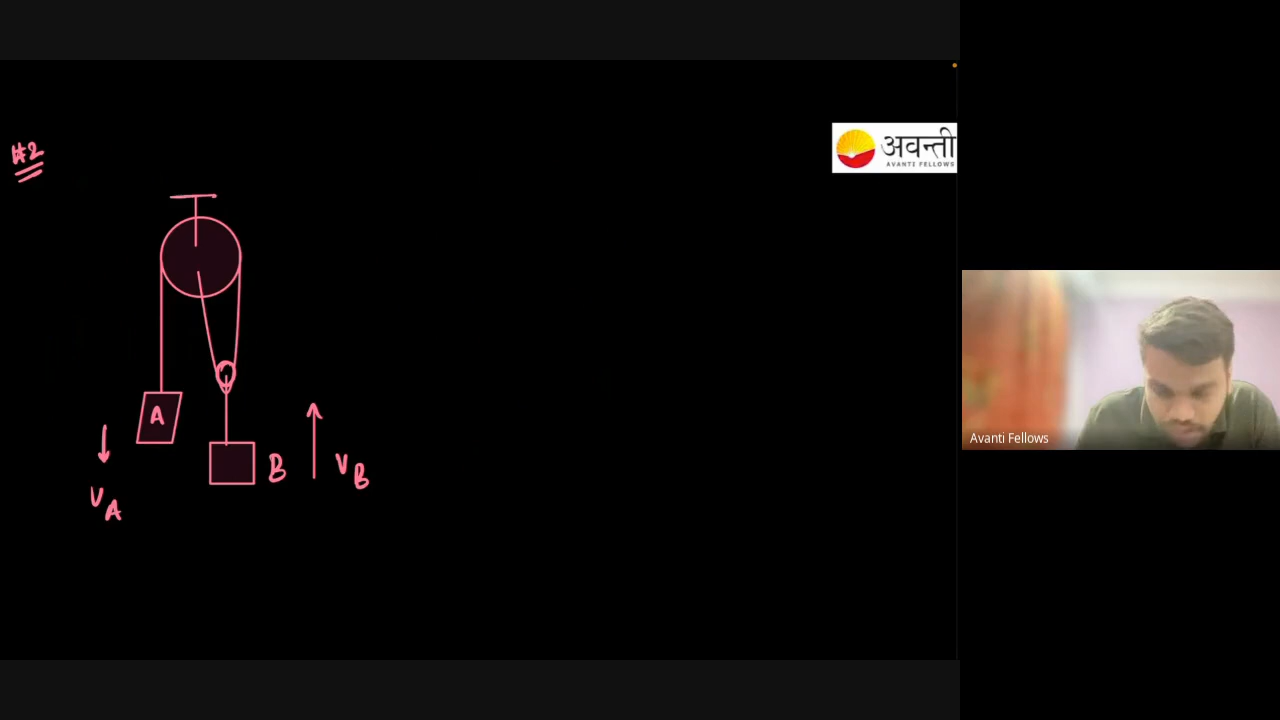 #2
अवन्ती
AVANTI FELLOWS
A
B
V_B
V_A
Avanti Fellows